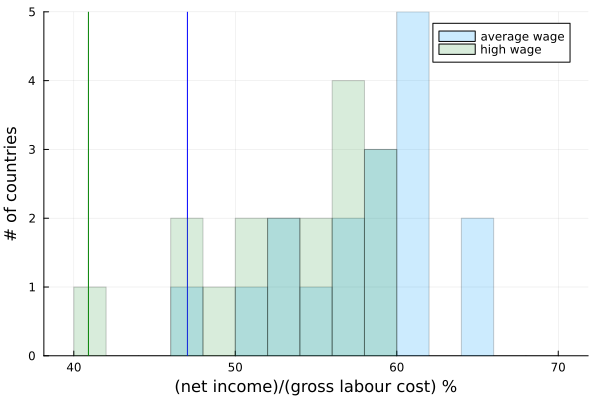 5
4
3
2
1
0
# of countries
average wage
high wage
40 50 60 70
(net income)/(gross labour cost) %